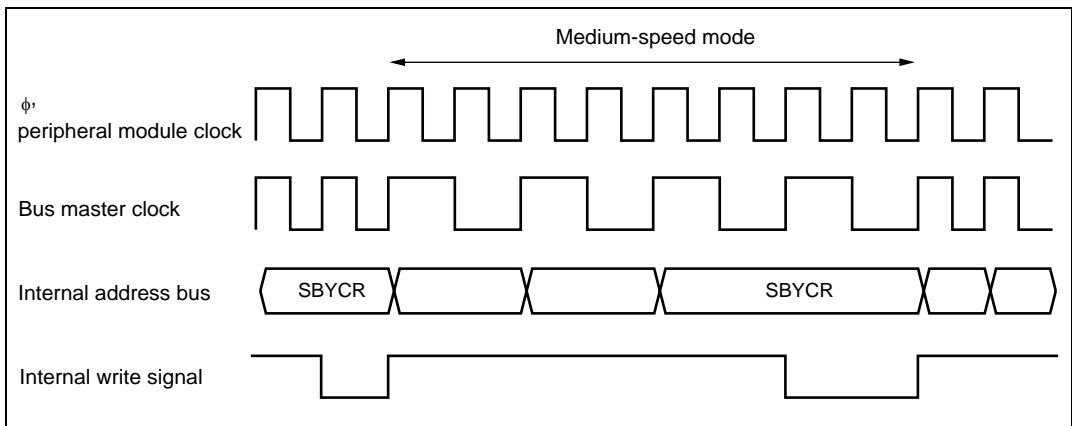 Medium-speed mode
ϕ,
peripheral module clock
Bus master clock
Internal address bus
SBYCR
SBYCR
Internal write signal